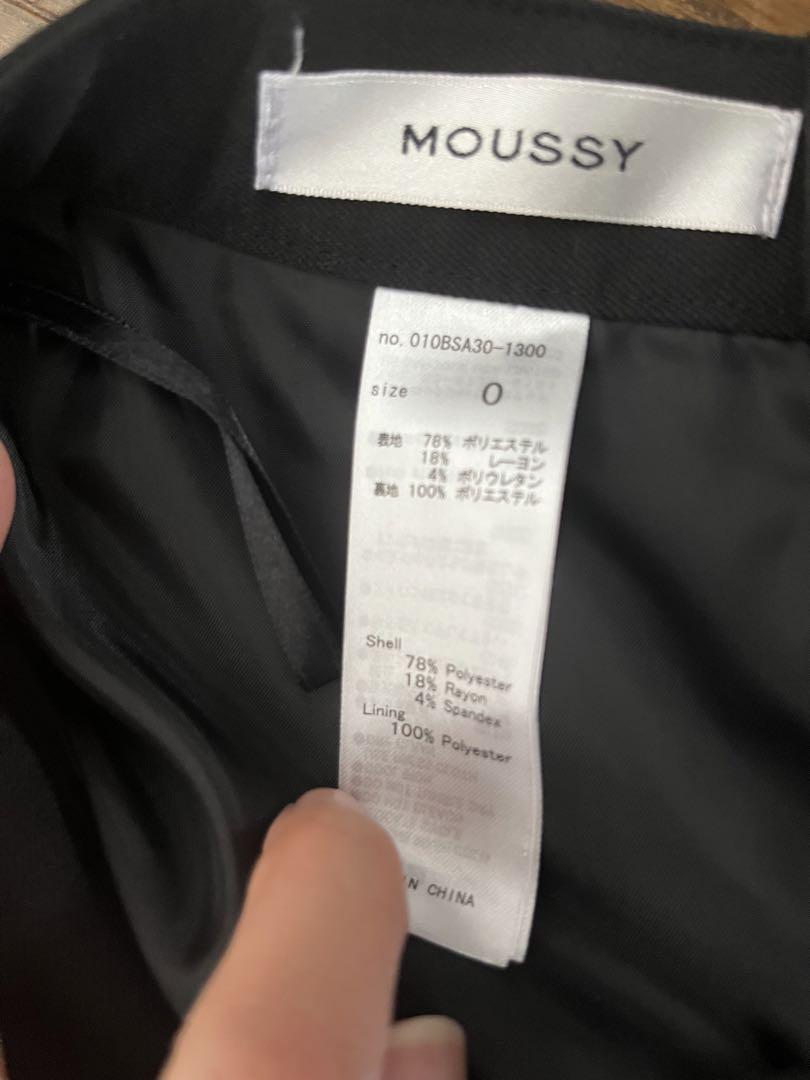 MOUSSY
no. 010BSA30-1300
size 0
表地 78% ポリエステル
18% レーヨン
4% ポリウレタン
裏地 100% ポリエステル
Shell
78% Polyester
18% Rayon
4% Spandex
Lining
100% Polyester
IN CHINA